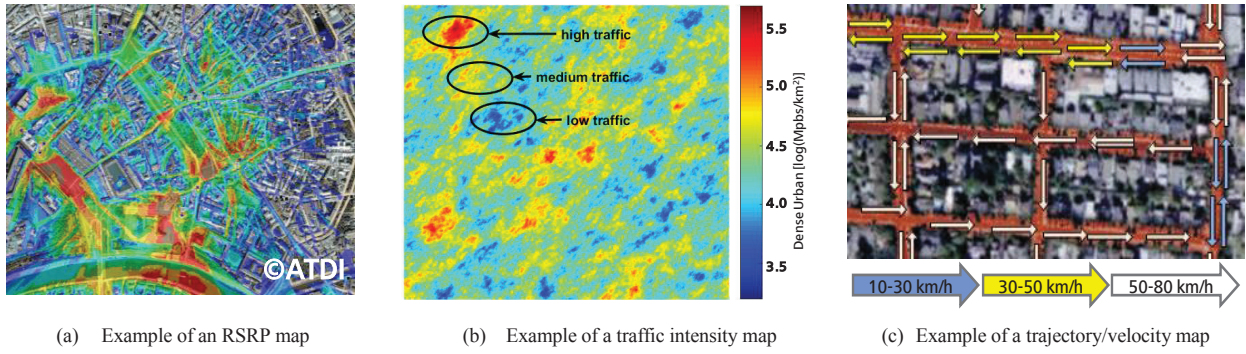 ©ATDI
high traffic
medium traffic
low traffic
5.5
5.0
4.5
4.0
3.5
Dense Urban [log(Mpbs/km²)]
10-30 km/h
30-50 km/h
50-80 km/h
(a) Example of an RSRP map
(b) Example of a traffic intensity map
(c) Example of a trajectory/velocity map